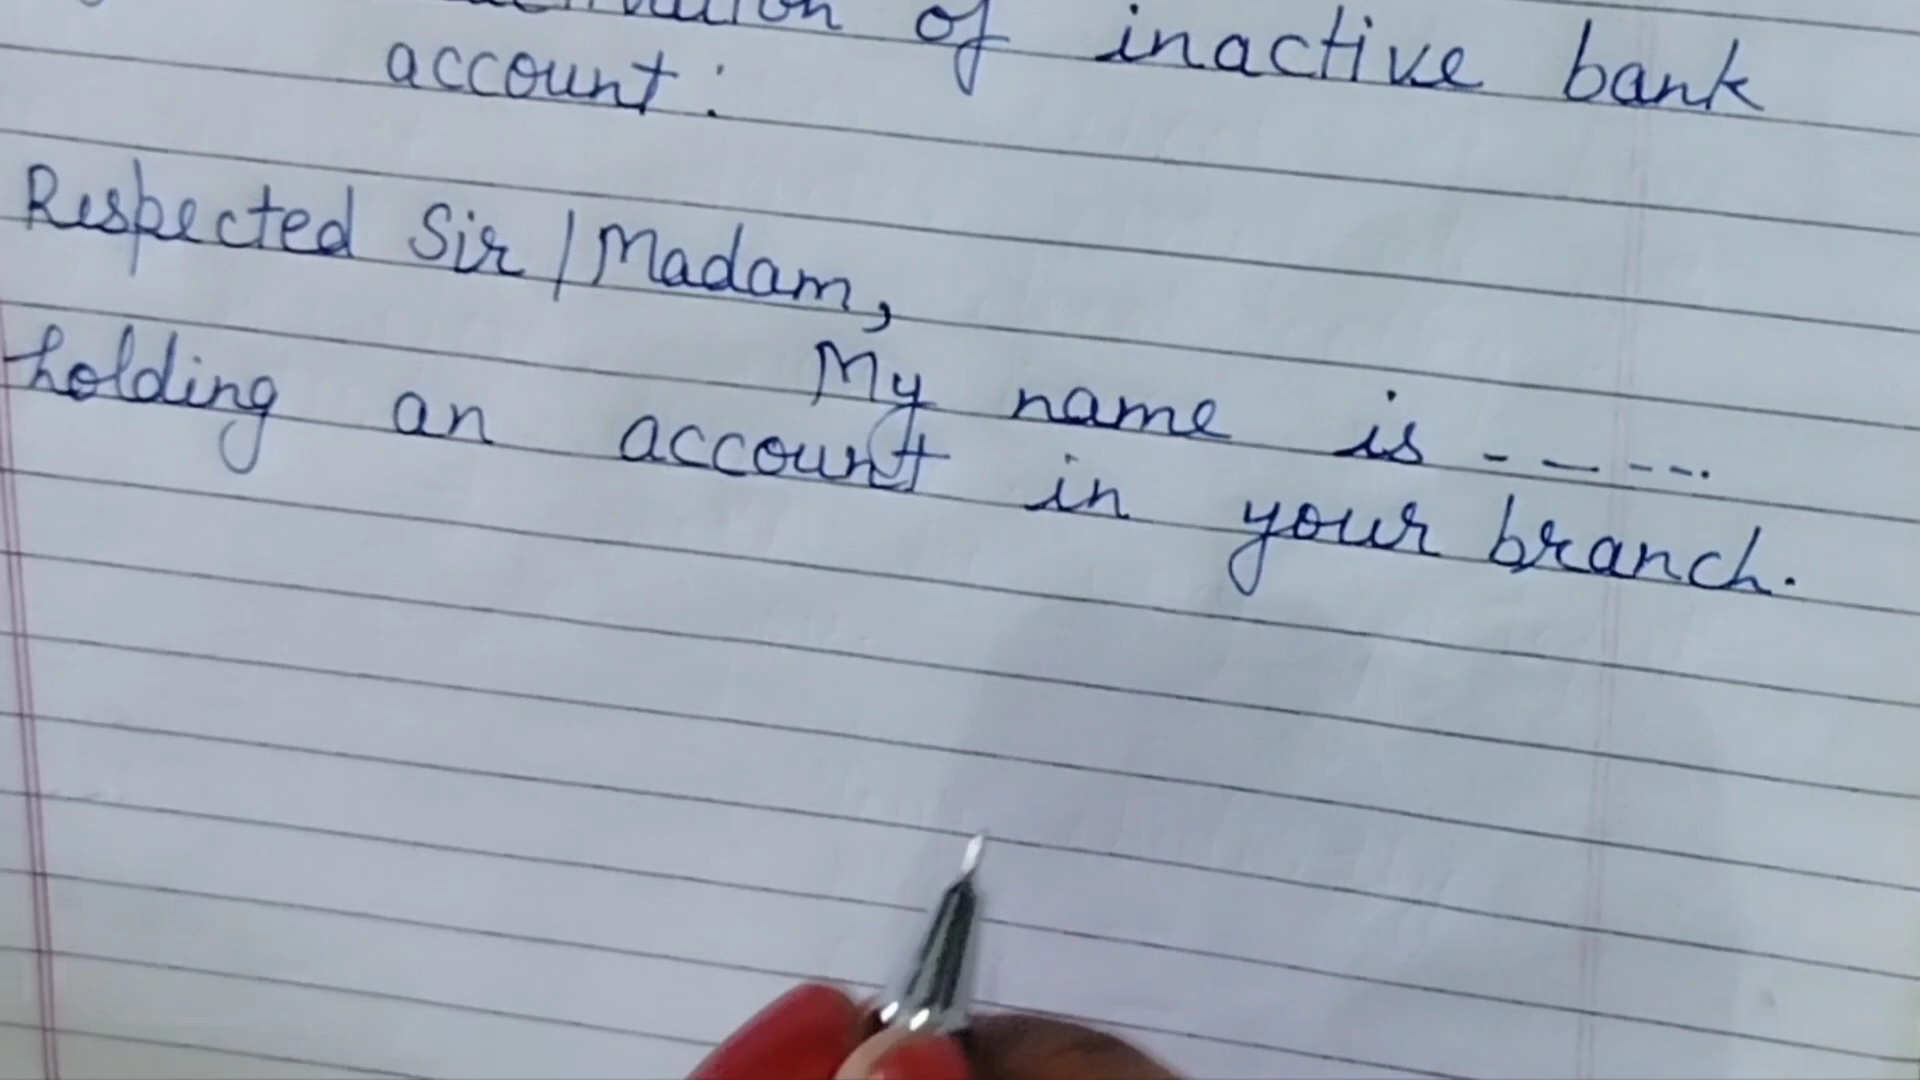 of inactive bank
account:
Respected Sir/Madam,
My name is - - - - -.
holding an account in your branch.